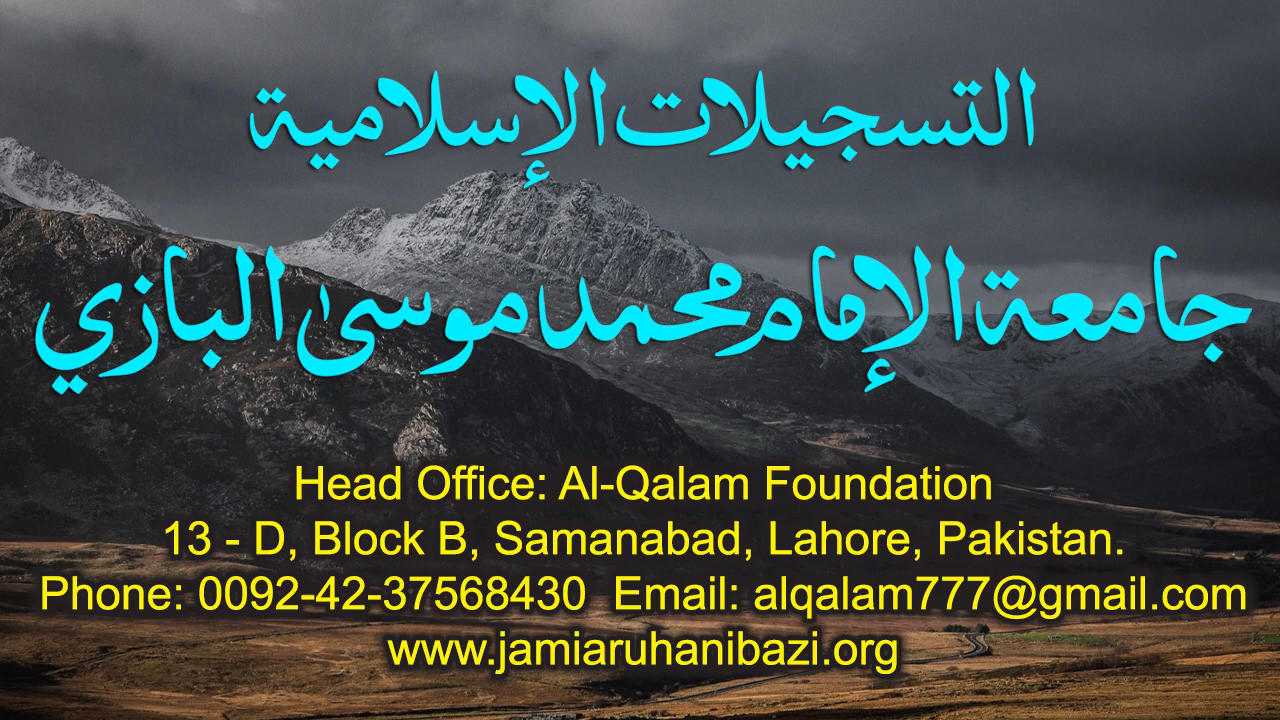 التسجيلات الإسلامية
جامعة الإمام محمد موسىٰ البازي
Head Office: Al-Qalam Foundation
13 - D, Block B, Samanabad, Lahore, Pakistan.
Phone: 0092-42-37568430 Email: alqalam777@gmail.com
www.jamiaruhanibazi.org